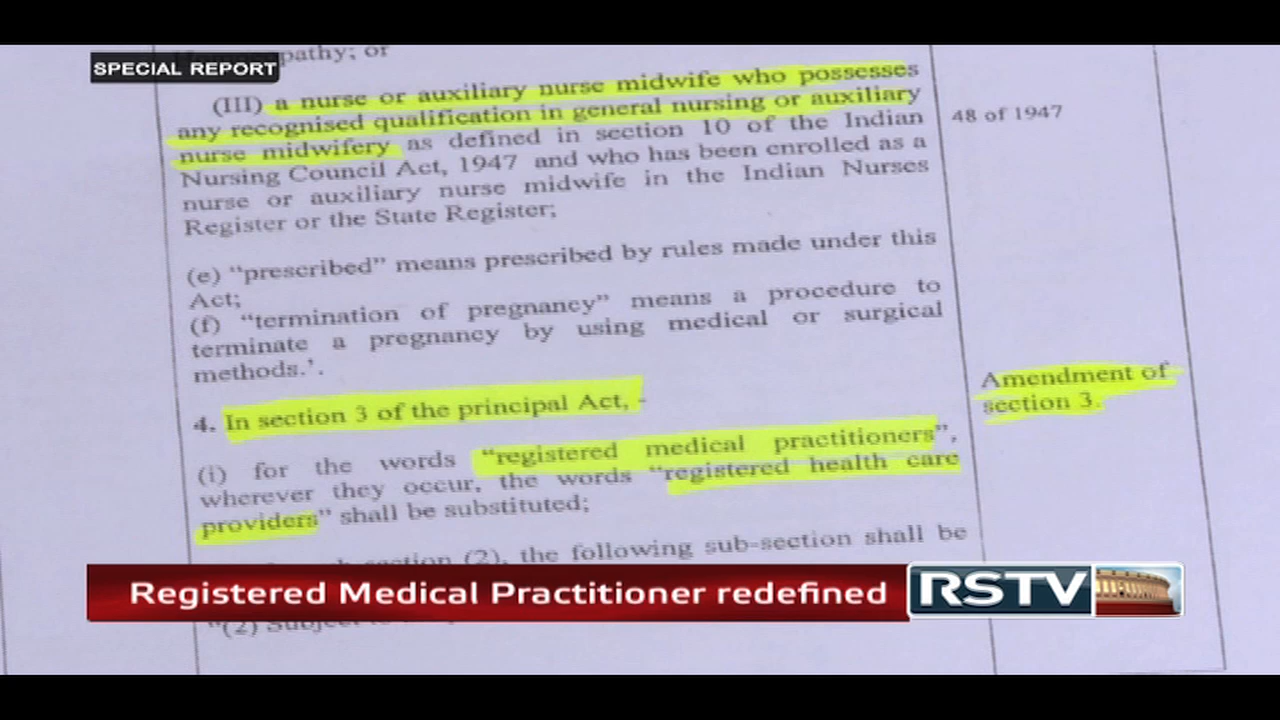 SPECIAL REPORT
pathy; or
(III) a nurse or auxiliary nurse midwife who possesses
any recognised qualification in general nursing or auxiliary
nurse midwifery as defined in section 10 of the Indian
Nursing Council Act, 1947 and who has been enrolled as a
nurse or auxiliary nurse midwife in the Indian Nurses
Register or the State Register;
48 of 1947
(e) “prescribed” means prescribed by rules made under this
Act;
(f) “termination of pregnancy” means a procedure to
terminate a pregnancy by using medical or surgical
methods.’.
4. In section 3 of the principal Act, -
Amendment of
section 3.
(i) for the words “registered medical practitioners”,
wherever they occur, the words “registered health care
providers” shall be substituted;
section (2), the following sub-section shall be
Registered Medical Practitioner redefined
RSTV
“(2) Subject